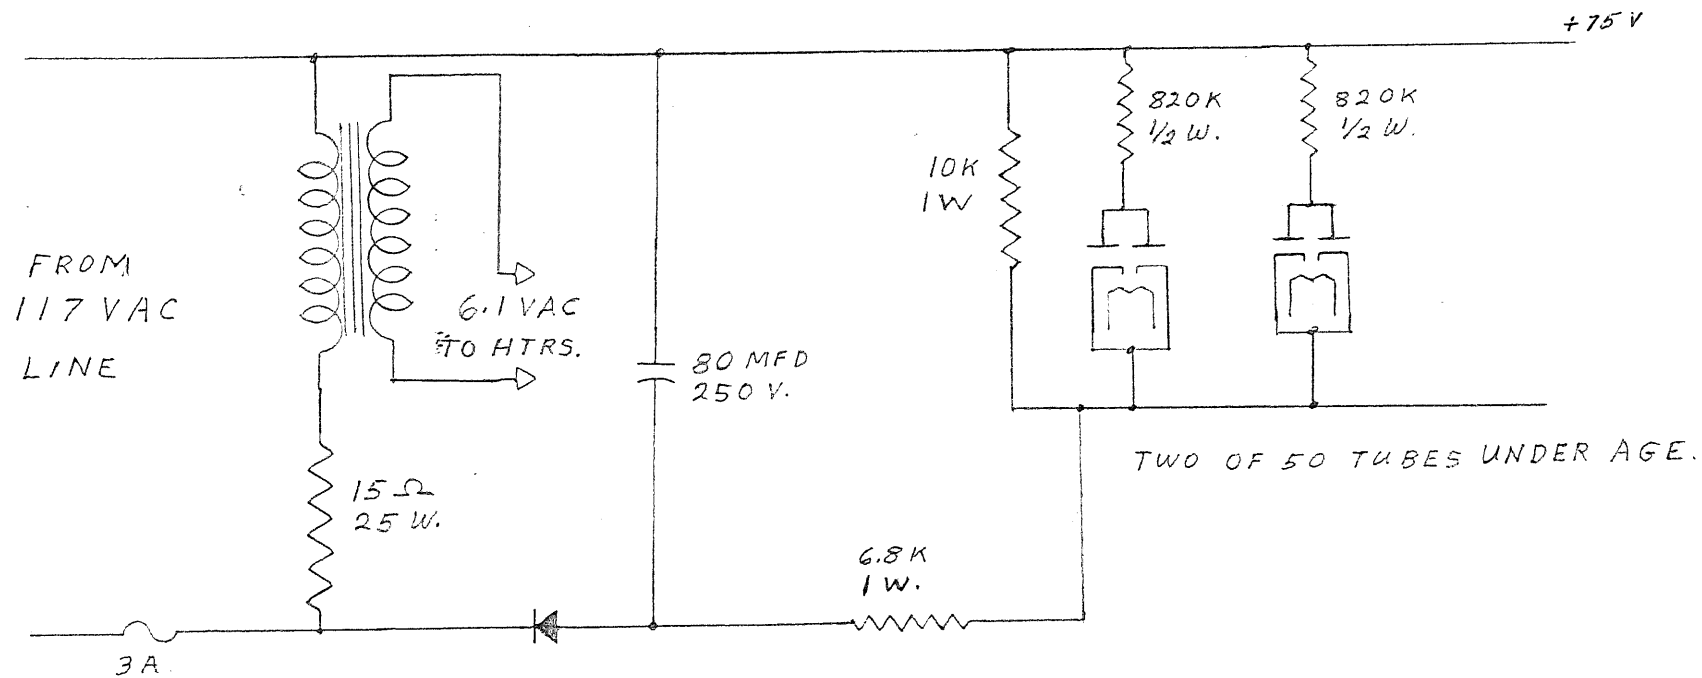 +75V
820K
1/2 W.
820K
1/2 W.
10K
1W
FROM
117 VAC
LINE
6.1 VAC
TO HTRS.
80 MFD
250 V.
TWO OF 50 TUBES UNDER AGE.
15 Ω
25 W.
6.8K
1 W.
3A